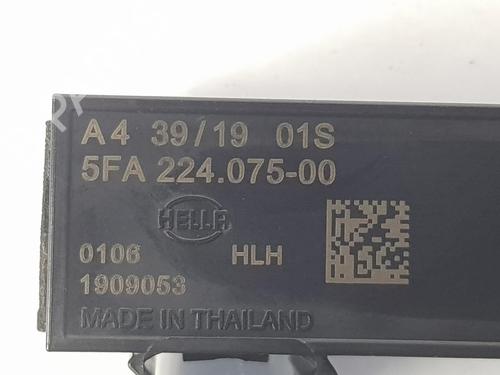 A4 39/19 01S
5FA 224.075-00
HELLA
0106 HLH
1909053
MADE IN THAILAND